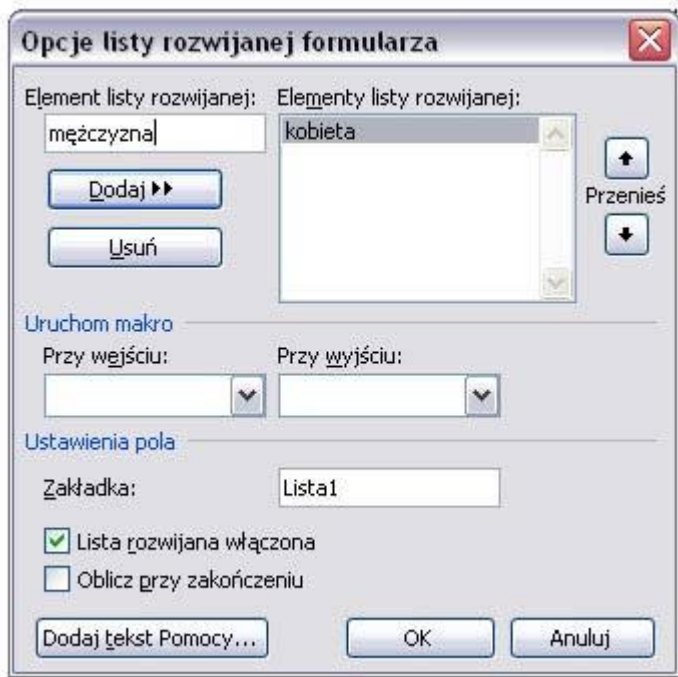 Opcje listy rozwijanej formularza
Element listy rozwijanej: Elementy listy rozwijanej:
mężczyzna kobieta
Dodaj
Przenieś
Usuń
Uruchom makro
Przy wejściu: Przy wyjściu:
Ustawienia pola
Zakładka: Lista1
Lista rozwijana włączona
Oblicz przy zakończeniu
Dodaj tekst Pomocy... OK Anuluj